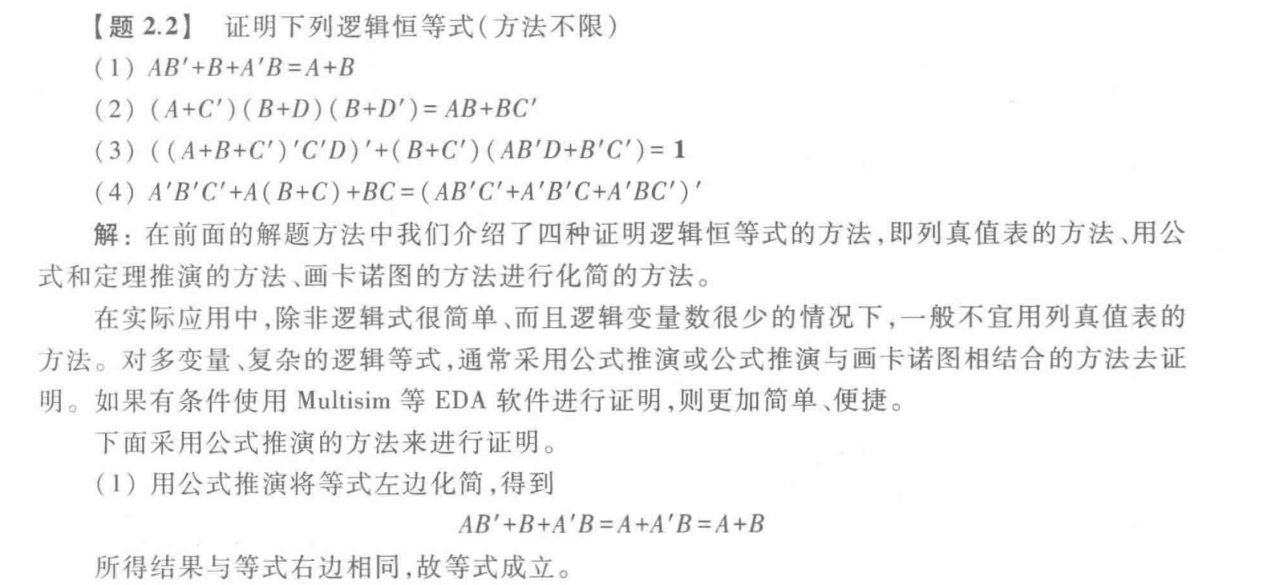 【题 2.2】 证明下列逻辑恒等式(方法不限)
(1) AB′+B+A′B=A+B
(2) (A+C′)(B+D)(B+D′)=AB+BC′
(3) ((A+B+C′)′C′D)′+(B+C′)(AB′D+B′C′)=1
(4) A′B′C′+A(B+C)+BC=(AB′C′+A′B′C+A′BC′)′
解:在前面的解题方法中我们介绍了四种证明逻辑恒等式的方法,即列真值表的方法、用公
式和定理推演的方法、画卡诺图的方法进行化简的方法。
在实际应用中,除非逻辑式很简单、而且逻辑变量数很少的情况下,一般不宜用列真值表的
方法。对多变量、复杂的逻辑等式,通常采用公式推演或公式推演与画卡诺图相结合的方法去证
明。如果有条件使用 Multisim 等 EDA 软件进行证明,则更加简单、便捷。
下面采用公式推演的方法来进行证明。
(1) 用公式推演将等式左边化简,得到
AB′+B+A′B=A+A′B=A+B
所得结果与等式右边相同,故等式成立。